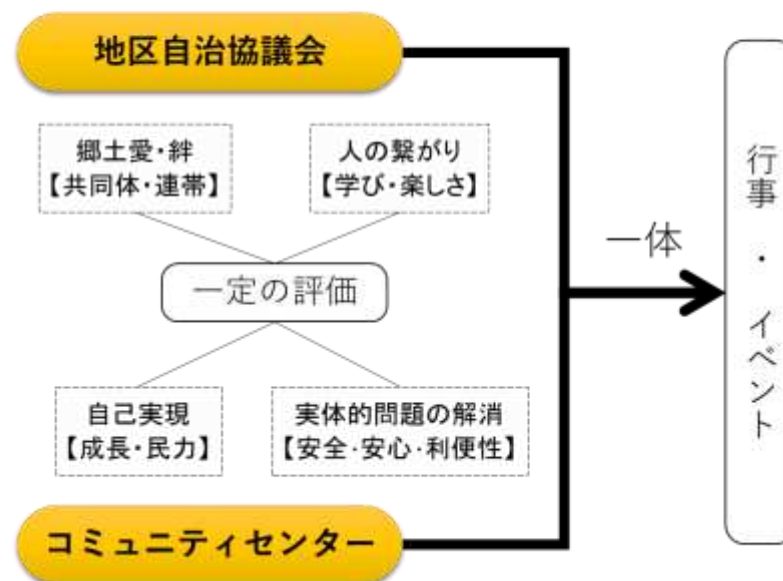 地区自治協議会
郷土愛・絆
【共同体・連帯】
人の繋がり
【学び・楽しさ】
一定の評価
自己実現
【成長・民力】
実体的問題の解消
【安全・安心・利便性】
コミュニティセンター
一体
行事・イベント